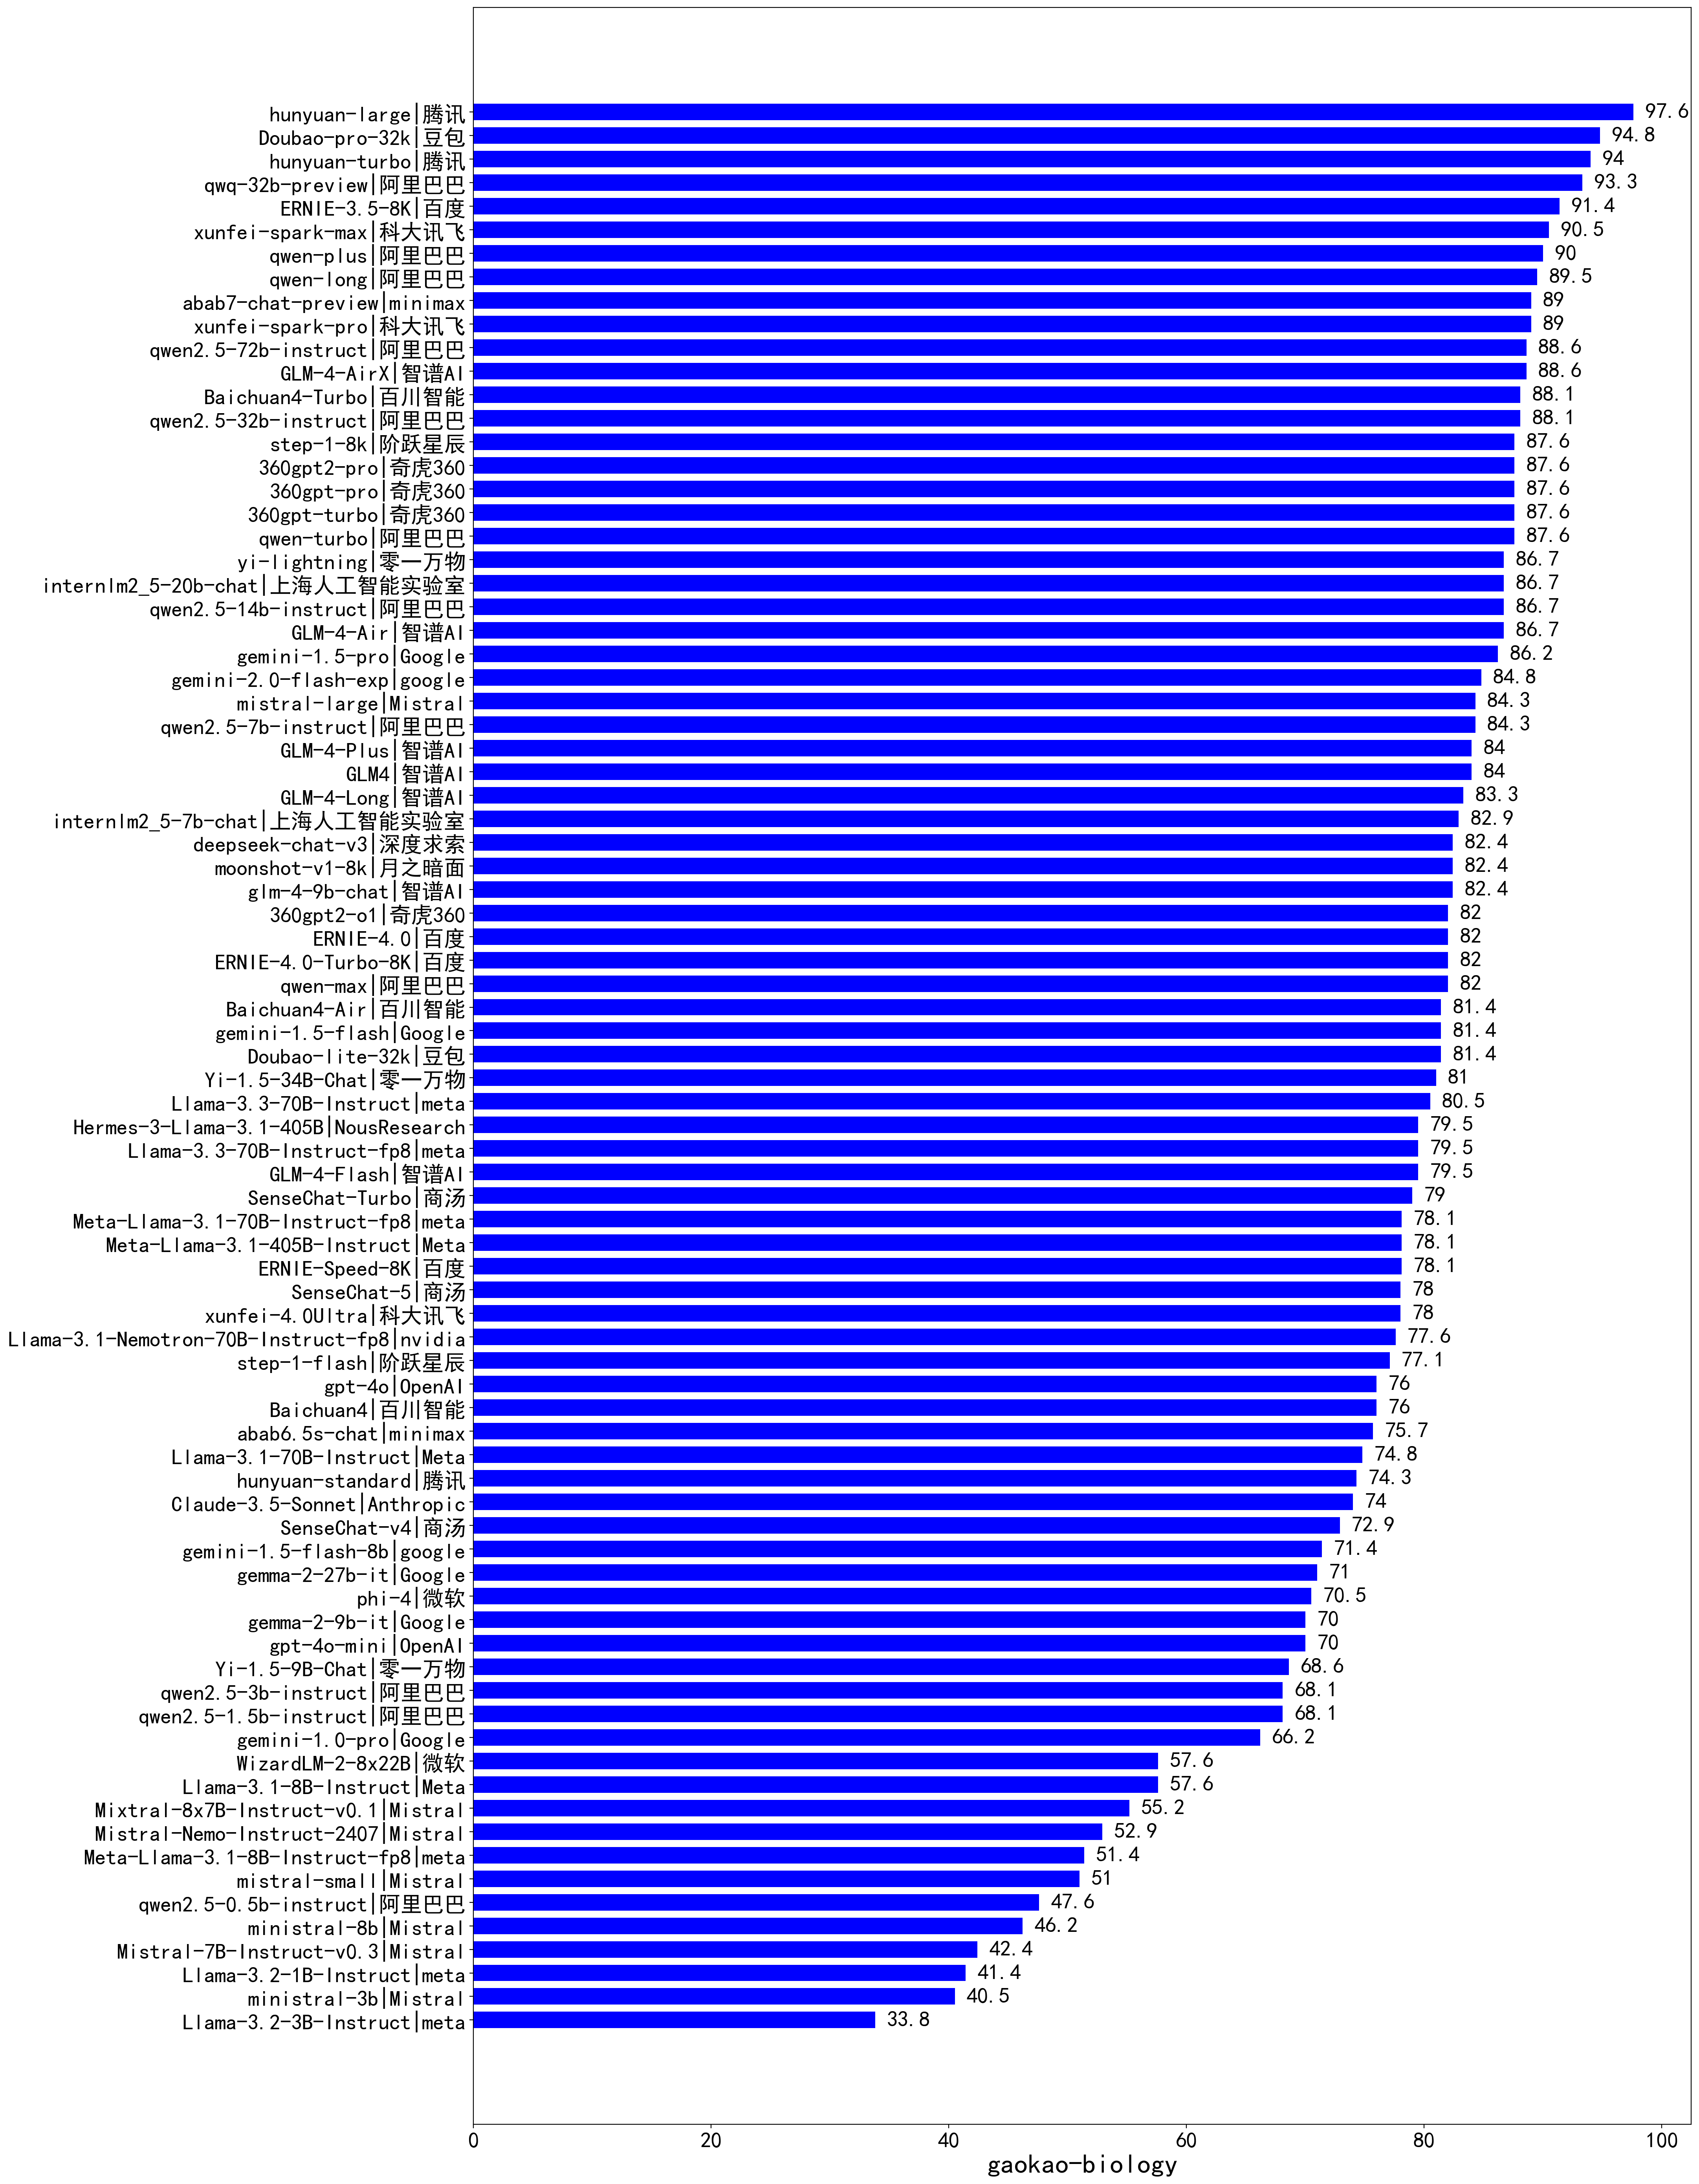 hunyuan-large|腾讯 97.6
Doubao-pro-32k|豆包 94.8
hunyuan-turbo|腾讯 94
qwq-32b-preview|阿里巴巴 93.3
ERNIE-3.5-8K|百度 91.4
xunfei-spark-max|科大讯飞 90.5
qwen-plus|阿里巴巴 90
qwen-long|阿里巴巴 89.5
abab7-chat-preview|minimax 89
xunfei-spark-pro|科大讯飞 89
qwen2.5-72b-instruct|阿里巴巴 88.6
GLM-4-AirX|智谱AI 88.6
Baichuan4-Turbo|百川智能 88.1
qwen2.5-32b-instruct|阿里巴巴 88.1
step-1-8k|阶跃星辰 87.6
360gpt2-pro|奇虎360 87.6
360gpt-pro|奇虎360 87.6
360gpt-turbo|奇虎360 87.6
qwen-turbo|阿里巴巴 87.6
yi-lightning|零一万物 86.7
internlm2_5-20b-chat|上海人工智能实验室 86.7
qwen2.5-14b-instruct|阿里巴巴 86.7
GLM-4-Air|智谱AI 86.7
gemini-1.5-pro|Google 86.2
gemini-2.0-flash-exp|google 84.8
mistral-large|Mistral 84.3
qwen2.5-7b-instruct|阿里巴巴 84.3
GLM-4-Plus|智谱AI 84
GLM4|智谱AI 84
GLM-4-Long|智谱AI 83.3
internlm2_5-7b-chat|上海人工智能实验室 82.9
deepseek-chat-v3|深度求索 82.4
moonshot-v1-8k|月之暗面 82.4
glm-4-9b-chat|智谱AI 82.4
360gpt2-o1|奇虎360 82
ERNIE-4.0|百度 82
ERNIE-4.0-Turbo-8K|百度 82
qwen-max|阿里巴巴 82
Baichuan4-Air|百川智能 81.4
gemini-1.5-flash|Google 81.4
Doubao-lite-32k|豆包 81.4
Yi-1.5-34B-Chat|零一万物 81
Llama-3.3-70B-Instruct|meta 80.5
Hermes-3-Llama-3.1-405B|NousResearch 79.5
Llama-3.3-70B-Instruct-fp8|meta 79.5
GLM-4-Flash|智谱AI 79.5
SenseChat-Turbo|商汤 79
Meta-Llama-3.1-70B-Instruct-fp8|meta 78.1
Meta-Llama-3.1-405B-Instruct|Meta 78.1
ERNIE-Speed-8K|百度 78.1
SenseChat-5|商汤 78
xunfei-4.0Ultra|科大讯飞 78
Llama-3.1-Nemotron-70B-Instruct-fp8|nvidia 77.6
step-1-flash|阶跃星辰 77.1
gpt-4o|OpenAI 76
Baichuan4|百川智能 76
abab6.5s-chat|minimax 75.7
Llama-3.1-70B-Instruct|Meta 74.8
hunyuan-standard|腾讯 74.3
Claude-3.5-Sonnet|Anthropic 74
SenseChat-v4|商汤 72.9
gemini-1.5-flash-8b|google 71.4
gemma-2-27b-it|Google 71
phi-4|微软 70.5
gemma-2-9b-it|Google 70
gpt-4o-mini|OpenAI 70
Yi-1.5-9B-Chat|零一万物 68.6
qwen2.5-3b-instruct|阿里巴巴 68.1
qwen2.5-1.5b-instruct|阿里巴巴 68.1
gemini-1.0-pro|Google 66.2
WizardLM-2-8x22B|微软 57.6
Llama-3.1-8B-Instruct|Meta 57.6
Mixtral-8x7B-Instruct-v0.1|Mistral 55.2
Mistral-Nemo-Instruct-2407|Mistral 52.9
Meta-Llama-3.1-8B-Instruct-fp8|meta 51.4
mistral-small|Mistral 51
qwen2.5-0.5b-instruct|阿里巴巴 47.6
ministral-8b|Mistral 46.2
Mistral-7B-Instruct-v0.3|Mistral 42.4
Llama-3.2-1B-Instruct|meta 41.4
ministral-3b|Mistral 40.5
Llama-3.2-3B-Instruct|meta 33.8
0 20 40 60 80 100
gaokao-biology